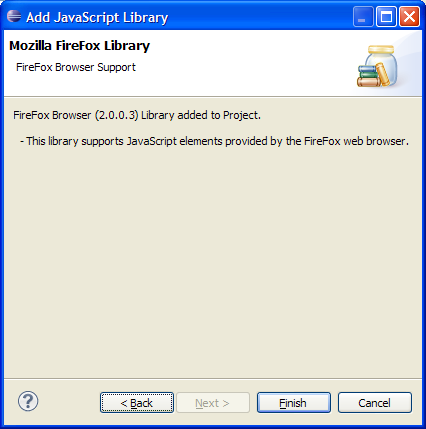 Add JavaScript Library
Mozilla FireFox Library
FireFox Browser Support
FireFox Browser (2.0.0.3) Library added to Project.
- This library supports JavaScript elements provided by the FireFox web browser.
?
< Back
Next >
Finish
Cancel